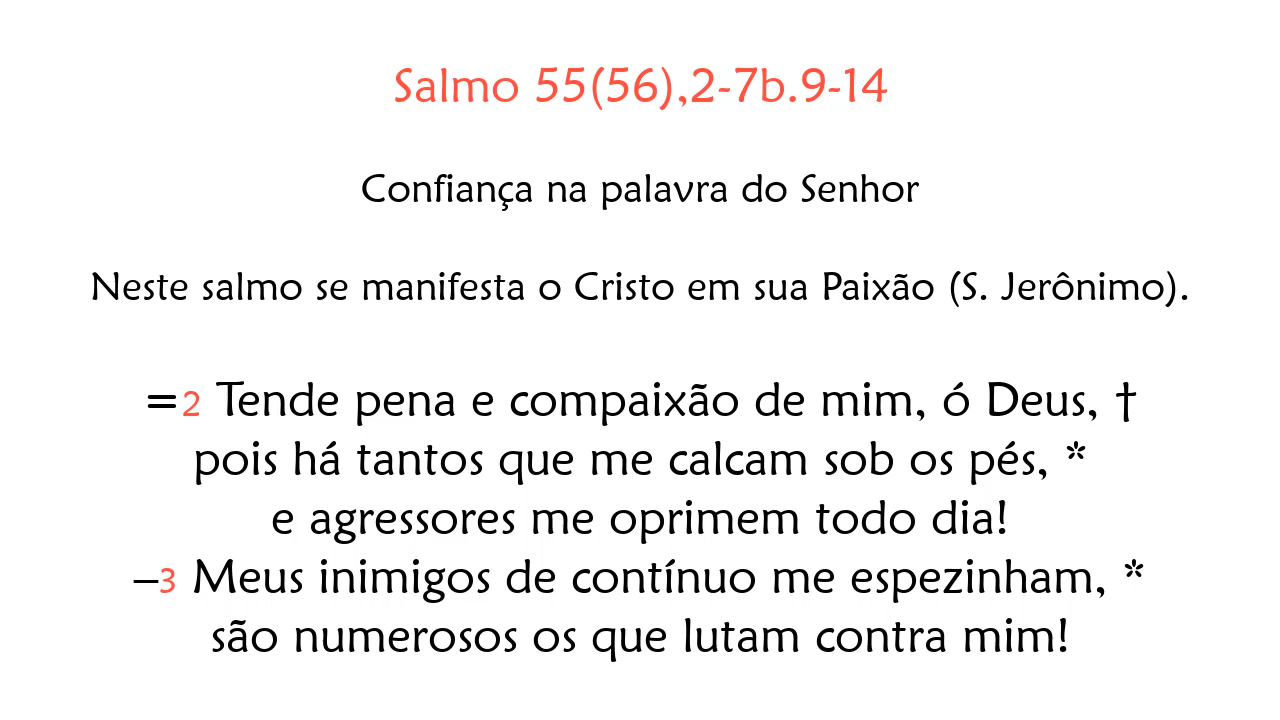 Salmo 55(56),2-7b.9-14
Confiança na palavra do Senhor
Neste salmo se manifesta o Cristo em sua Paixão (S. Jerônimo).
=2 Tende pena e compaixão de mim, ó Deus, †
pois há tantos que me calcam sob os pés, *
e agressores me oprimem todo dia!
–3 Meus inimigos de contínuo me espezinham, *
são numerosos os que lutam contra mim!